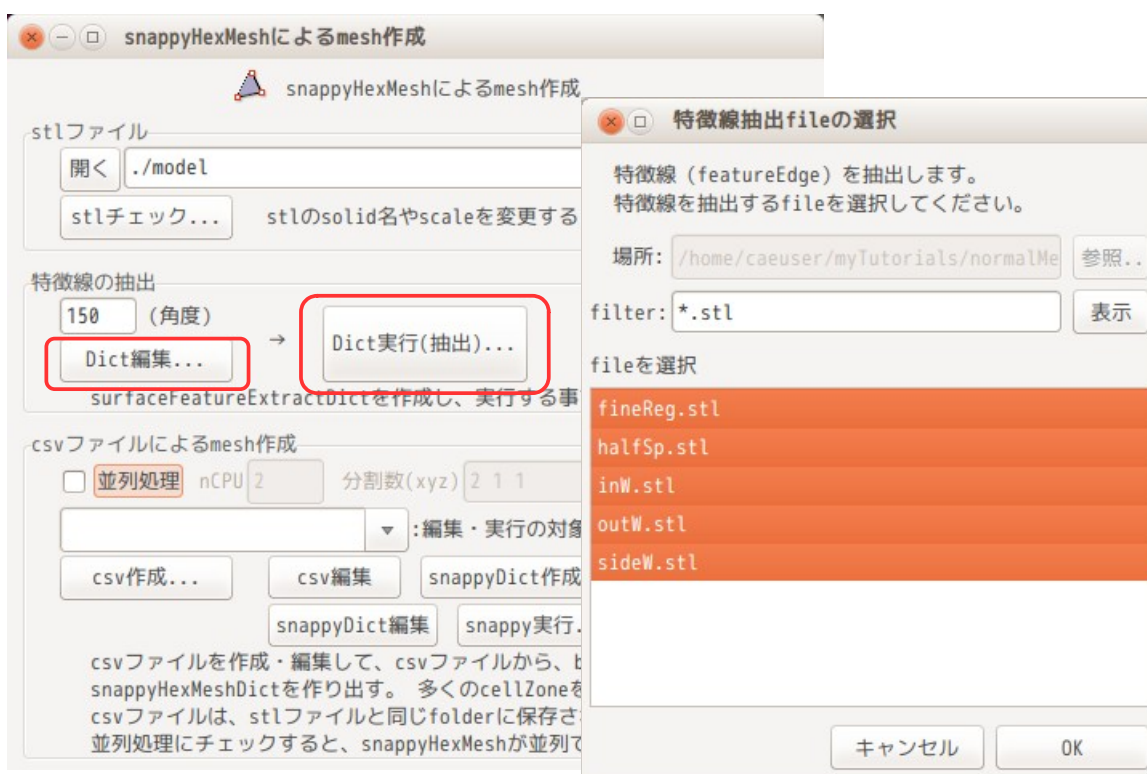 snappyHexMeshによるmesh作成
snappyHexMeshによるmesh作成
stlファイル
開く ./model
stlチェック... stlのsolid名やscaleを変更する
特徴線の抽出
150 (角度)
→
Dict編集...
Dict実行(抽出)...
surfaceFeatureExtractDictを作成し、実行する事
csvファイルによるmesh作成
並列処理 nCPU 2 分割数(xyz) 2 1 1
:編集・実行の対象
csv作成... csv編集 snappyDict作成
snappyDict編集 snappy実行.
csvファイルを作成・編集して、csvファイルから、b
snappyHexMeshDictを作り出す。 多くのcellZoneを
csvファイルは、stlファイルと同じfolderに保存さ
並列処理にチェックすると、snappyHexMeshが並列で
特徴線抽出fileの選択
特徴線（featureEdge）を抽出します。
特徴線を抽出するfileを選択してください。
場所: /home/caeuser/myTutorials/normalMe 参照..
filter: *.stl 表示
fileを選択
fineReg.stl
halfSp.stl
inW.stl
outW.stl
sideW.stl
キャンセル OK